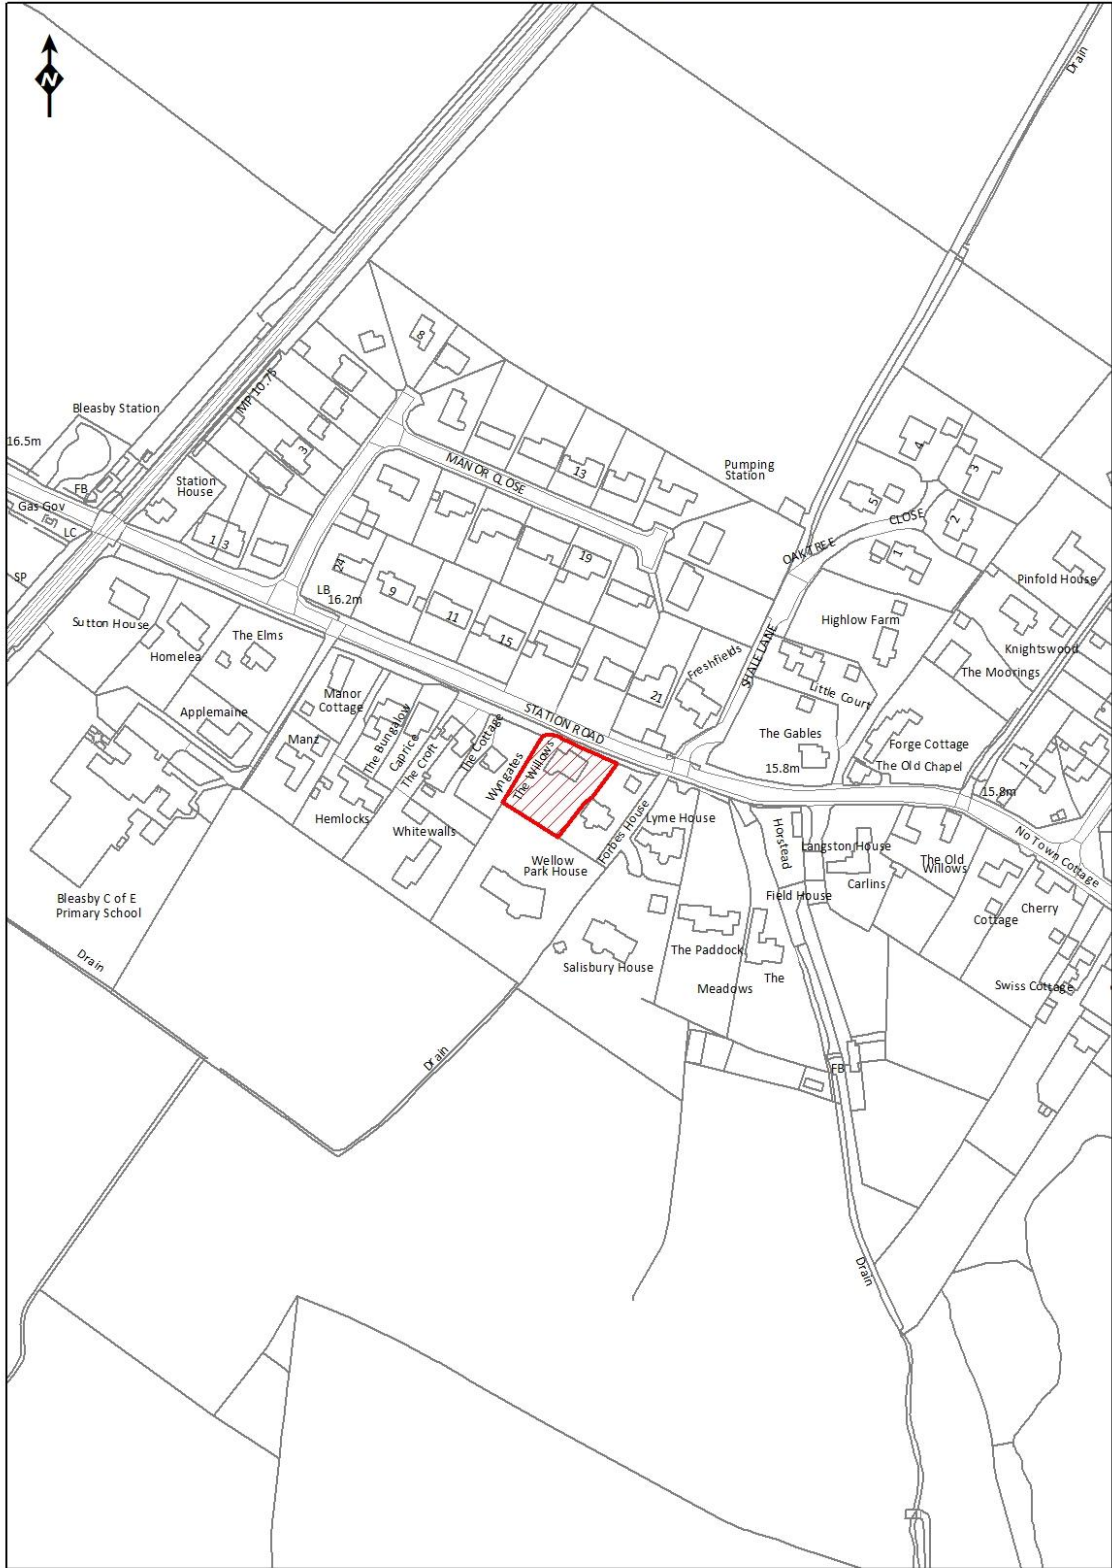 N
Drain
8
MP 10.75
Bleasby Station
16.5m
3
MANOR CLOSE
13
Pumping
Station
4
3
5
2
CLOSE
OAKTREE
1
FB
Station
House
Gas Gov
LC
1
3
SP
24
LB
16.2m
9
19
11
15
Pinfold House
Highlow Farm
Sutton House
The Elms
Homelea
Knightswood
The Moorings
Freshfields
SHALE LANE
21
Little Court
Manor
Cottage
Applemaine
STATION ROAD
The Gables
Manz
The Bungalow
Caprice
The Croft
The Cottage
Wyngates
The Willows
Forge Cottage
The Old Chapel
15.8m
1
15.8m
Hemlocks
Whitewalls
Forbes House
Lyme House
Horstead
Langston House
No Town Cottage
The Old
Willows
Wellow
Park House
Carlins
Field House
Bleasby C of E
Primary School
Cherry
Cottage
Drain
The Paddock
Salisbury House
The
Meadows
Swiss Cottage
Drain
FB
Drain